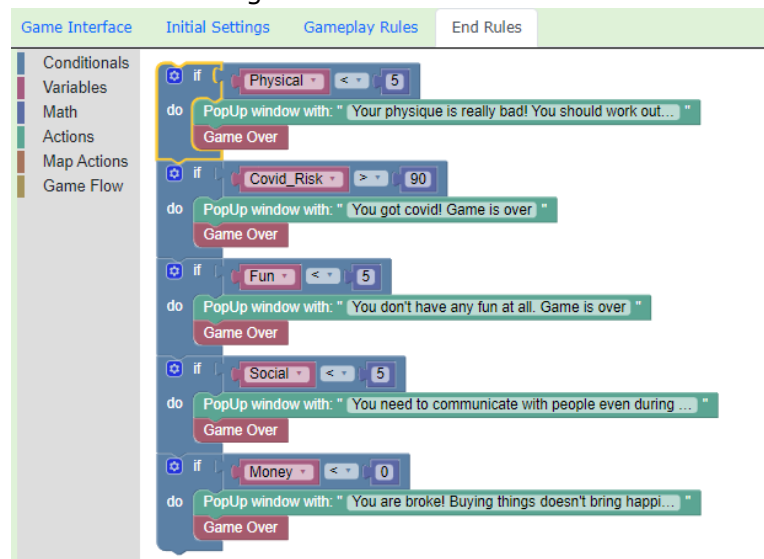 Game Interface Initial Settings Gameplay Rules End Rules
Conditionals
Variables
Math
Actions
Map Actions
Game Flow
if Physical < 5
do PopUp window with: " Your physique is really bad! You should work out... "
Game Over
if Covid_Risk > 90
do PopUp window with: " You got covid! Game is over "
Game Over
if Fun < 5
do PopUp window with: " You don't have any fun at all. Game is over "
Game Over
if Social < 5
do PopUp window with: " You need to communicate with people even during ... "
Game Over
if Money < 0
do PopUp window with: " You are broke! Buying things doesn't bring happi... "
Game Over